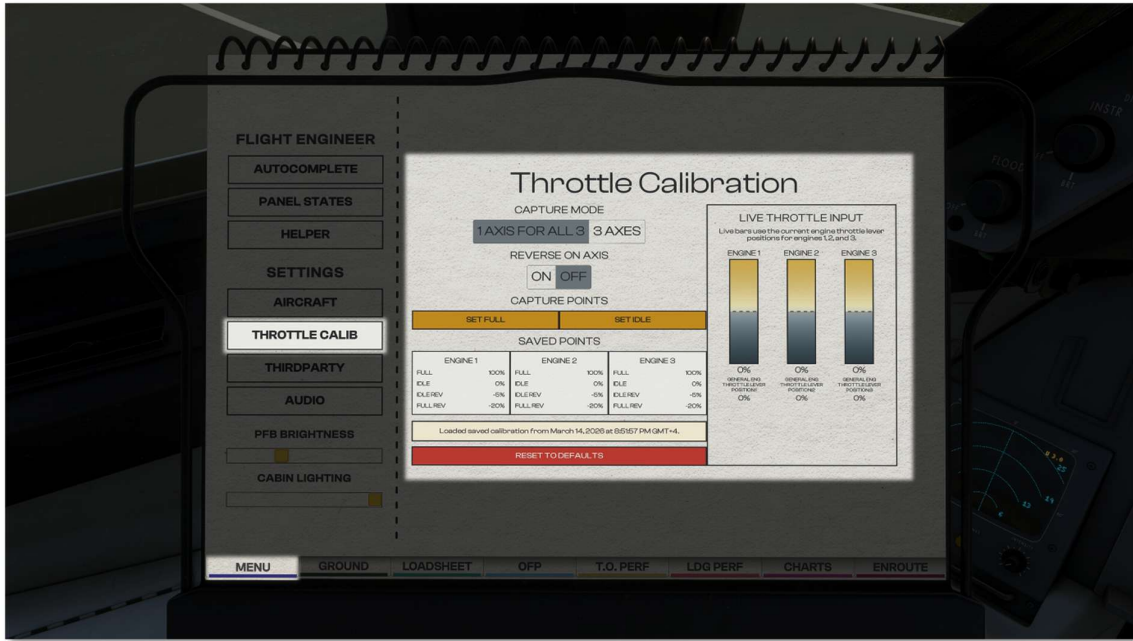 FLIGHT ENGINEER
AUTOCOMPLETE
PANEL STATES
HELPER
SETTINGS
AIRCRAFT
THROTTLE CALIB
THIRDPARTY
AUDIO
PFB BRIGHTNESS
CABIN LIGHTING
Throttle Calibration
CAPTURE MODE
1 AXIS FOR ALL 3 3 AXES
REVERSE ON AXIS
ON OFF
CAPTURE POINTS
SET FULL SET IDLE
SAVED POINTS
ENGINE 1 ENGINE 2 ENGINE 3
FULL 100% FULL 100% FULL 100%
IDLE 0% IDLE 0% IDLE 0%
IDLE REV -5% IDLE REV -5% IDLE REV -5%
FULL REV -20% FULL REV -20% FULL REV -20%
Loaded saved calibration from March 14, 2026 at 8:51:57 PM GMT+4.
RESET TO DEFAULTS
LIVE THROTTLE INPUT
Live bars use the current engine throttle lever
positions for engines 1, 2, and 3.
ENGINE 1 ENGINE 2 ENGINE 3
0% 0% 0%
GENERAL ENG GENERAL ENG GENERAL ENG
THROTTLE LEVER THROTTLE LEVER THROTTLE LEVER
POSITION:1 POSITION:2 POSITION:3
0% 0% 0%
INSTR
FLOOD
BRT
BRT
MENU GROUND LOADSHEET OFP T.O. PERF LDG PERF CHARTS ENROUTE